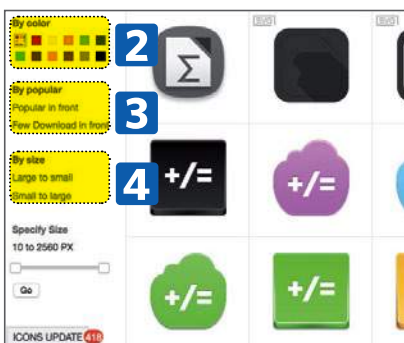 By color
2
By popular
Popular in front
Few Download in front
3
By size
Large to small
Small to large
4
Specify Size
10 to 2560 PX
Go
ICONS UPDATE 418
SVG
SVG
Σ
+/=
+/=
+/=
+/=